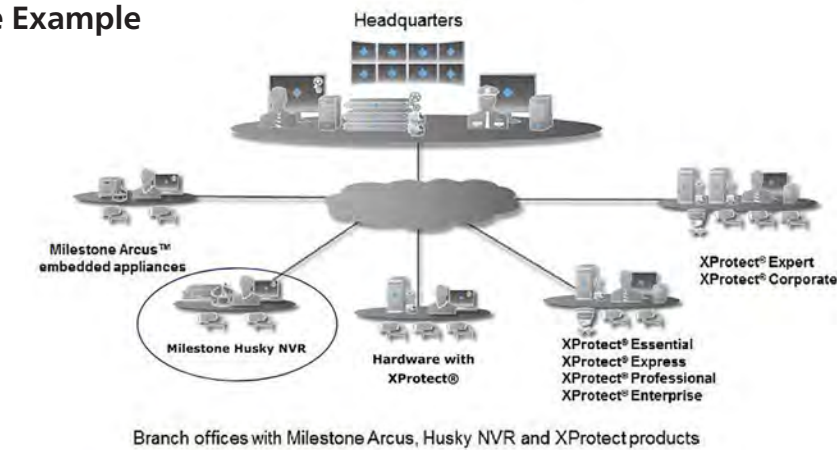 e Example
Headquarters
Milestone Arcus™
embedded appliances
XProtect® Expert
XProtect® Corporate
Milestone Husky NVR
Hardware with
XProtect®
XProtect® Essential
XProtect® Express
XProtect® Professional
XProtect® Enterprise
Branch offices with Milestone Arcus, Husky NVR and XProtect products